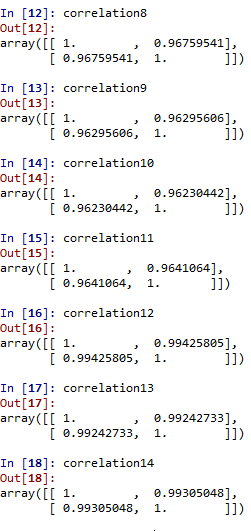 In [12]: correlation8
Out[12]:
array([[ 1.        ,  0.96759541],
       [ 0.96759541,  1.        ]])
In [13]: correlation9
Out[13]:
array([[ 1.        ,  0.96295606],
       [ 0.96295606,  1.        ]])
In [14]: correlation10
Out[14]:
array([[ 1.        ,  0.96230442],
       [ 0.96230442,  1.        ]])
In [15]: correlation11
Out[15]:
array([[ 1.       ,  0.9641064],
       [ 0.9641064,  1.       ]])
In [16]: correlation12
Out[16]:
array([[ 1.        ,  0.99425805],
       [ 0.99425805,  1.        ]])
In [17]: correlation13
Out[17]:
array([[ 1.        ,  0.99242733],
       [ 0.99242733,  1.        ]])
In [18]: correlation14
Out[18]:
array([[ 1.        ,  0.99305048],
       [ 0.99305048,  1.        ]])